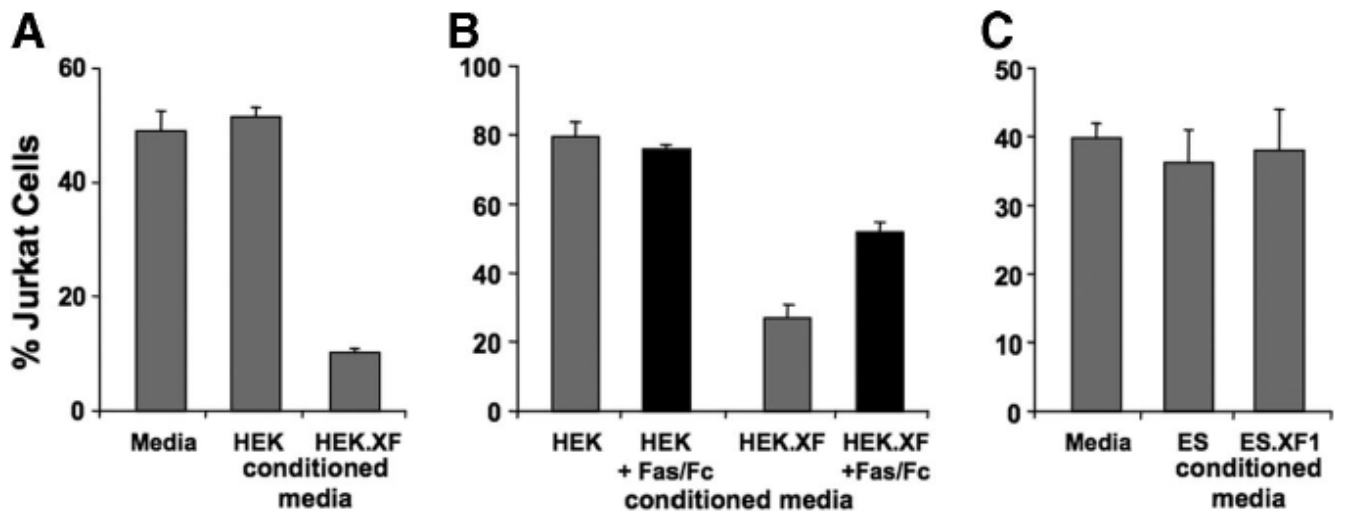 A
% Jurkat Cells
60
40
20
0
Media HEK HEK.XF
conditioned
media
B
100
80
60
40
20
0
HEK HEK HEK.XF HEK.XF
+ Fas/Fc +Fas/Fc
conditioned media
C
50
40
30
20
10
0
Media ES ES.XF1
conditioned
media